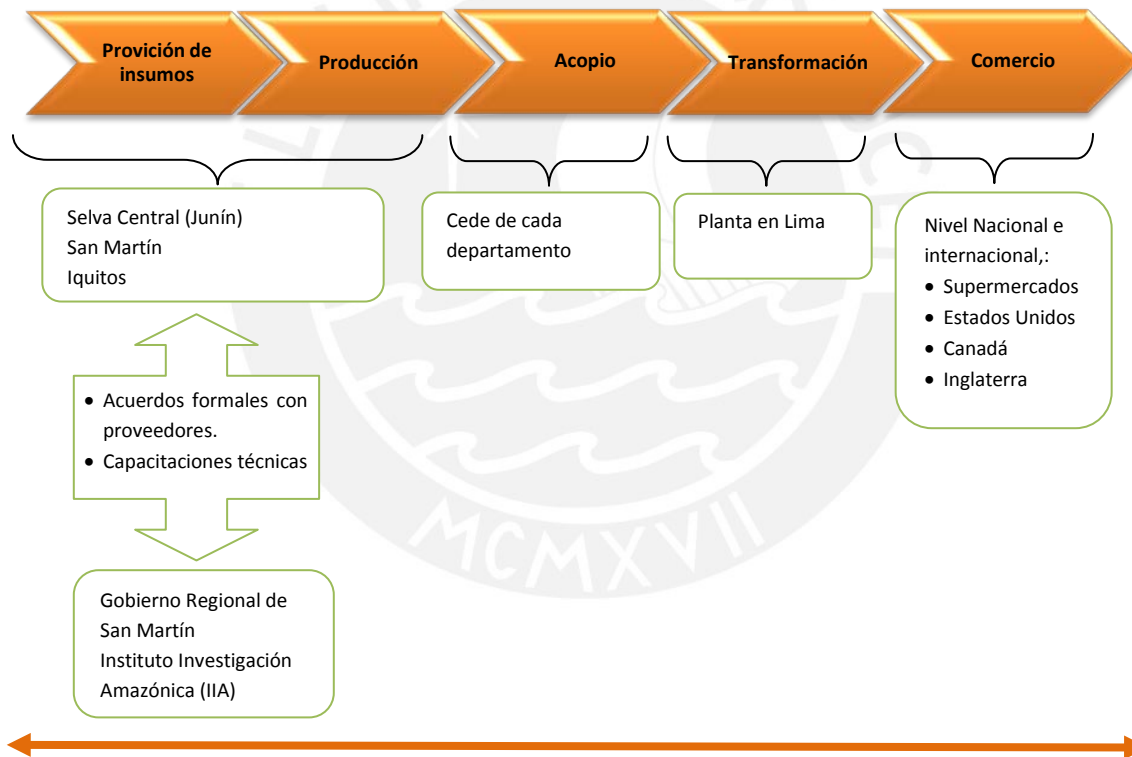 Provición de
insumos
Producción
Acopio
Transformación
Comercio
Selva Central (Junín)
San Martín
Iquitos
Cede de cada
departamento
Planta en Lima
Nivel Nacional e
internacional,:
• Supermercados
• Estados Unidos
• Canadá
• Inglaterra
• Acuerdos formales con
proveedores.
• Capacitaciones técnicas
Gobierno Regional de
San Martín
Instituto Investigación
Amazónica (IIA)
MCMXVII